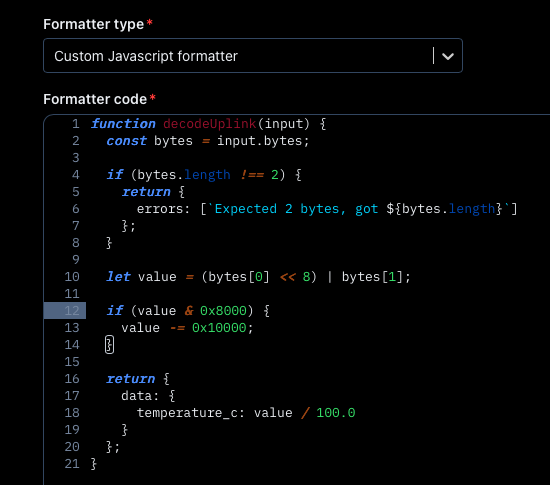 Formatter type*
Custom Javascript formatter
Formatter code*
1 function decodeUplink(input) {
2   const bytes = input.bytes;
3
4   if (bytes.length !== 2) {
5     return {
6       errors: [`Expected 2 bytes, got ${bytes.length}`]
7     };
8   }
9
10   let value = (bytes[0] << 8) | bytes[1];
11
12   if (value & 0x8000) {
13     value -= 0x10000;
14   }
15
16   return {
17     data: {
18       temperature_c: value / 100.0
19     }
20   };
21 }